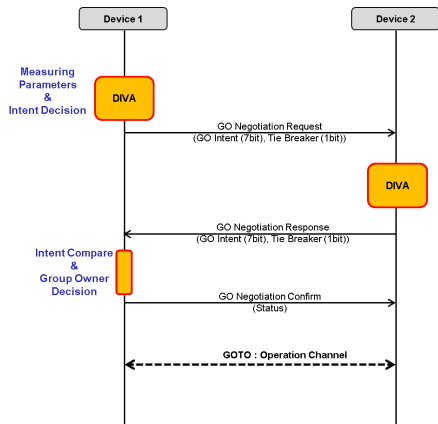 Device 1
Device 2
Measuring
Parameters
&
Intent Decision
DIVA
GO Negotiation Request
(GO Intent (7bit), Tie Breaker (1bit))
DIVA
GO Negotiation Response
(GO Intent (7bit), Tie Breaker (1bit))
Intent Compare
&
Group Owner
Decision
GO Negotiation Confirm
(Status)
GOTO : Operation Channel